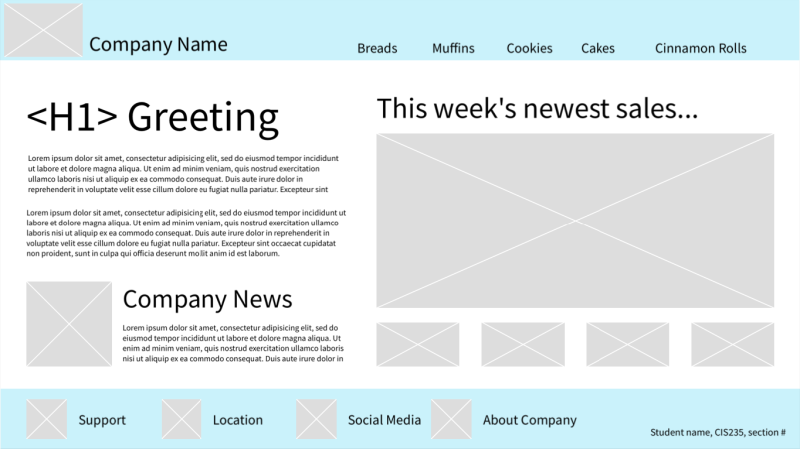 Company Name
Breads
Muffins
Cookies
Cakes
Cinnamon Rolls
<H1> Greeting
Lorem ipsum dolor sit amet, consectetur adipisicing elit, sed do eiusmod tempor incididunt
ut labore et dolore magna aliqua. Ut enim ad minim veniam, quis nostrud exercitation
ullamco laboris nisi ut aliquip ex ea commodo consequat. Duis aute irure dolor in
reprehenderit in voluptate velit esse cillum dolore eu fugiat nulla pariatur. Excepteur sint
Lorem ipsum dolor sit amet, consectetur adipisicing elit, sed do eiusmod tempor incididunt ut
labore et dolore magna aliqua. Ut enim ad minim veniam, quis nostrud exercitation ullamco
laboris nisi ut aliquip ex ea commodo consequat. Duis aute irure dolor in reprehenderit in
voluptate velit esse cillum dolore eu fugiat nulla pariatur. Excepteur sint occaecat cupidatat
non proident, sunt in culpa qui officia deserunt mollit anim id est laborum.
Company News
Lorem ipsum dolor sit amet, consectetur adipisicing elit, sed do
eiusmod tempor incididunt ut labore et dolore magna aliqua. Ut
enim ad minim veniam, quis nostrud exercitation ullamco laboris
nisi ut aliquip ex ea commodo consequat. Duis aute irure dolor in
This week's newest sales...
Support
Location
Social Media
About Company
Student name, CIS235, section #